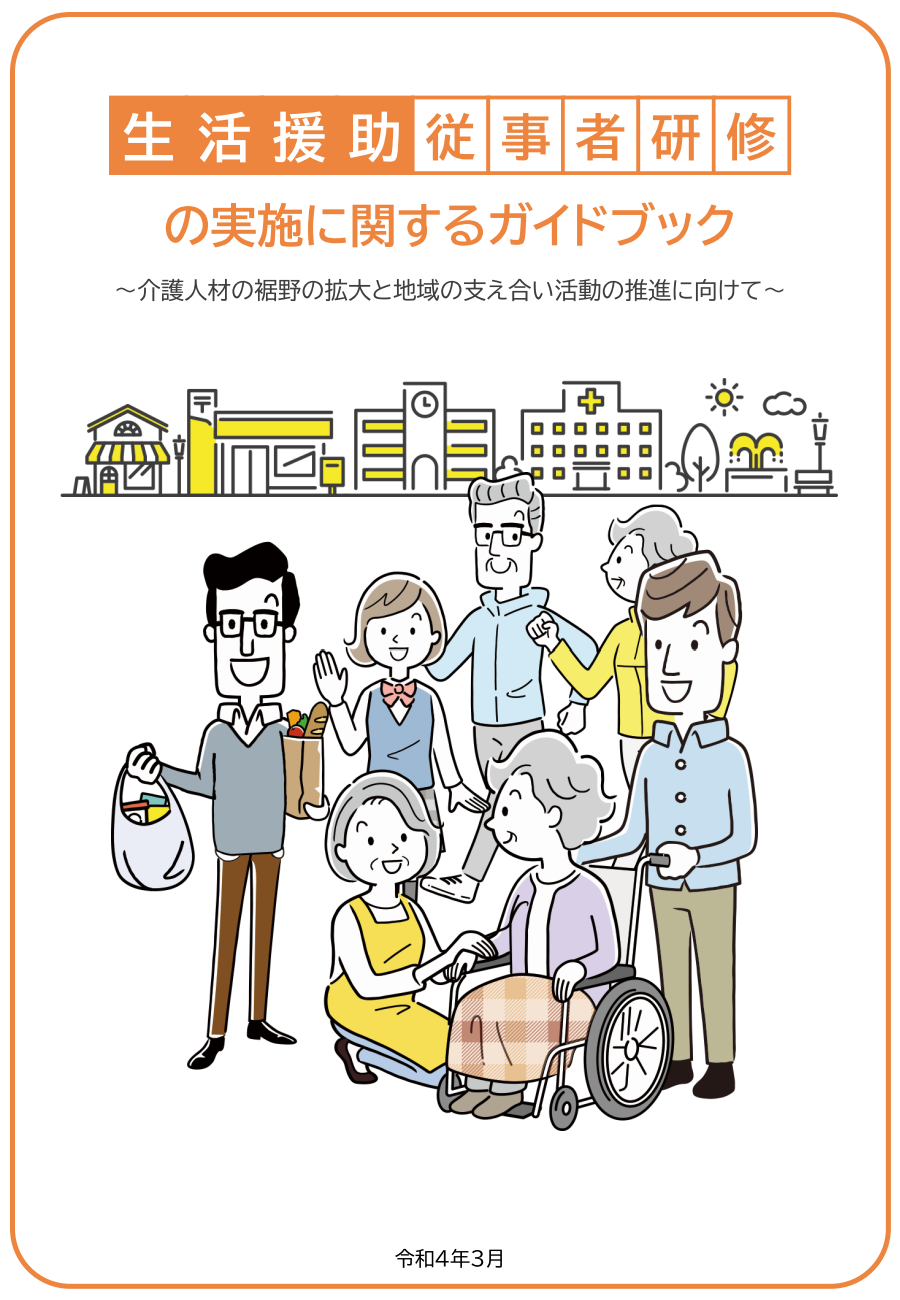 生活援助従事者研修
の実施に関するガイドブック
～介護人材の裾野の拡大と地域の支え合い活動の推進に向けて～
〒
令和4年3月